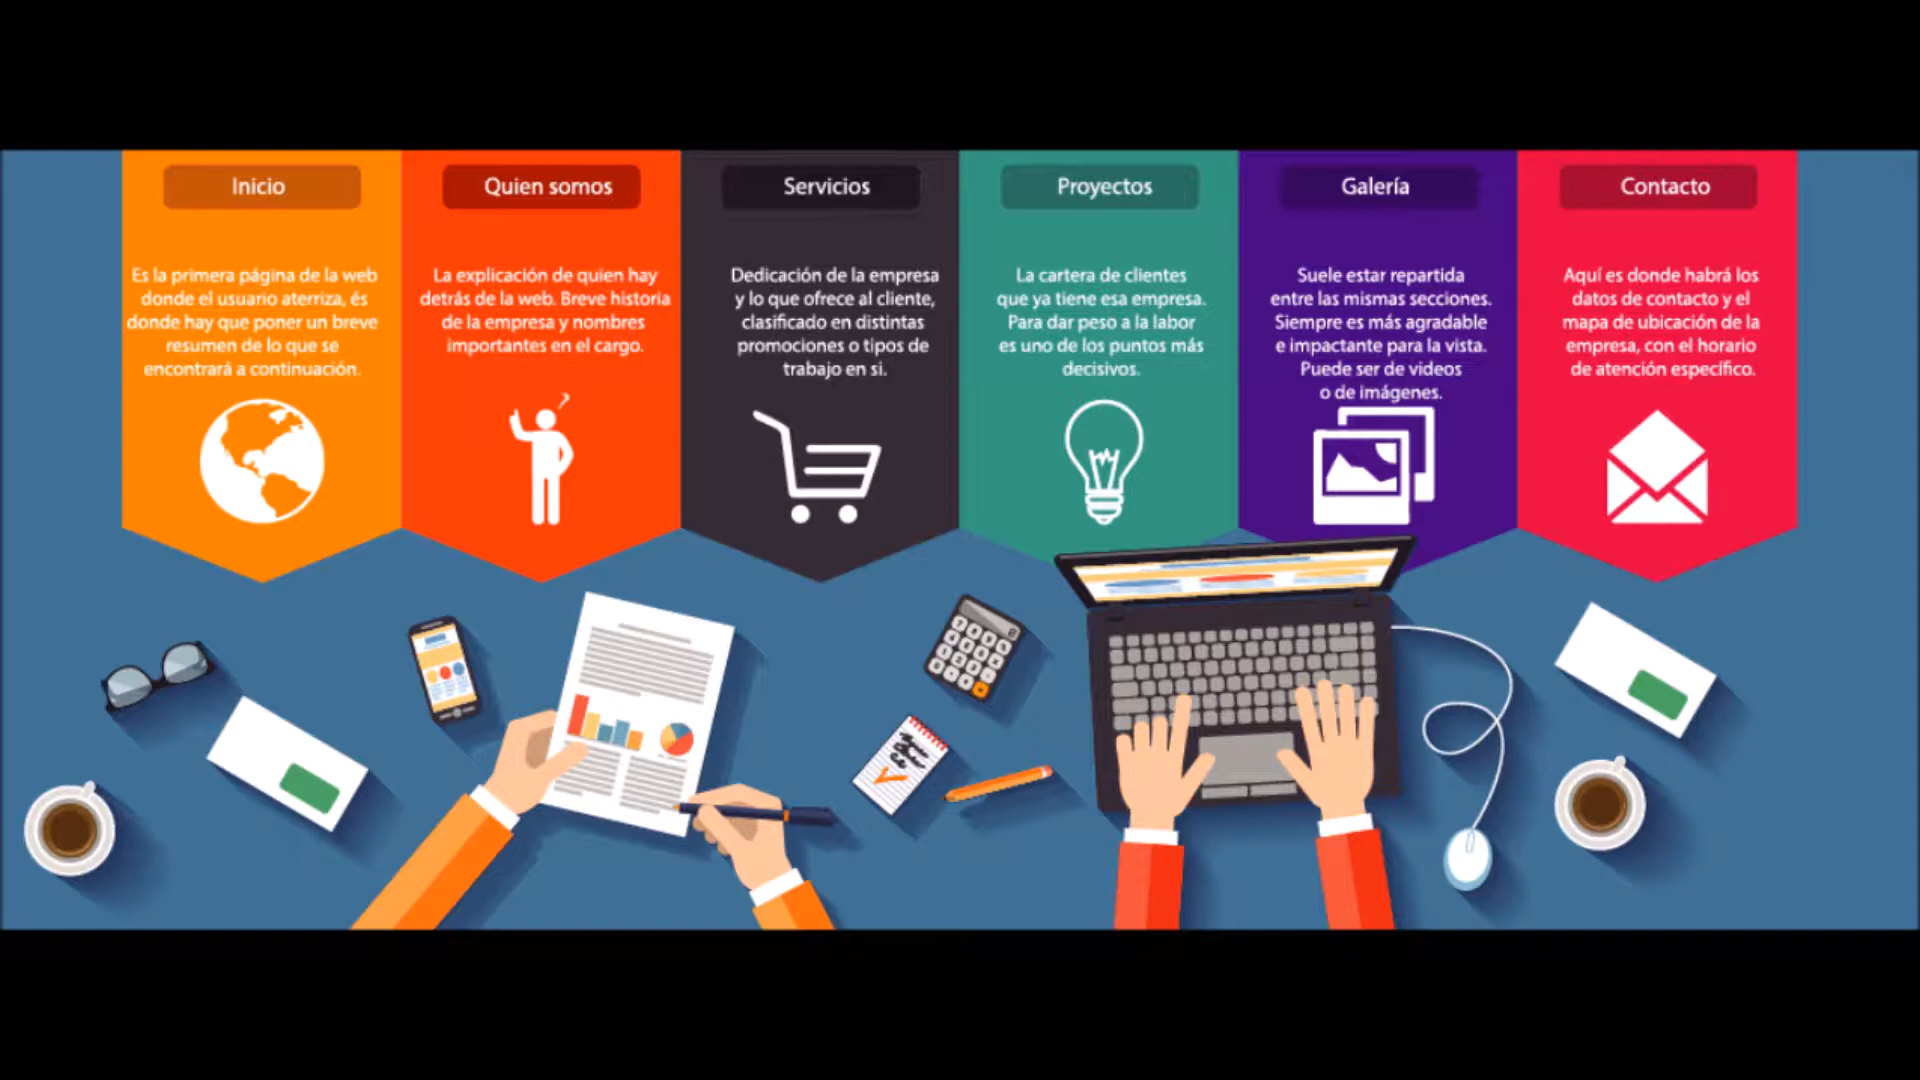 Inicio
Es la primera página de la web
donde el usuario aterriza, és
donde hay que poner un breve
resumen de lo que se
encontrará a continuación.
Quien somos
La explicación de quien hay
detrás de la web. Breve historia
de la empresa y nombres
importantes en el cargo.
Servicios
Dedicación de la empresa
y lo que ofrece al cliente,
clasificado en distintas
promociones o tipos de
trabajo en si.
Proyectos
La cartera de clientes
que ya tiene esa empresa.
Para dar peso a la labor
es uno de los puntos más
decisivos.
Galería
Suele estar repartida
entre las mismas secciones.
Siempre es más agradable
e impactante para la vista.
Puede ser de videos
o de imágenes.
Contacto
Aquí es donde habrá los
datos de contacto y el
mapa de ubicación de la
empresa, con el horario
de atención específico.